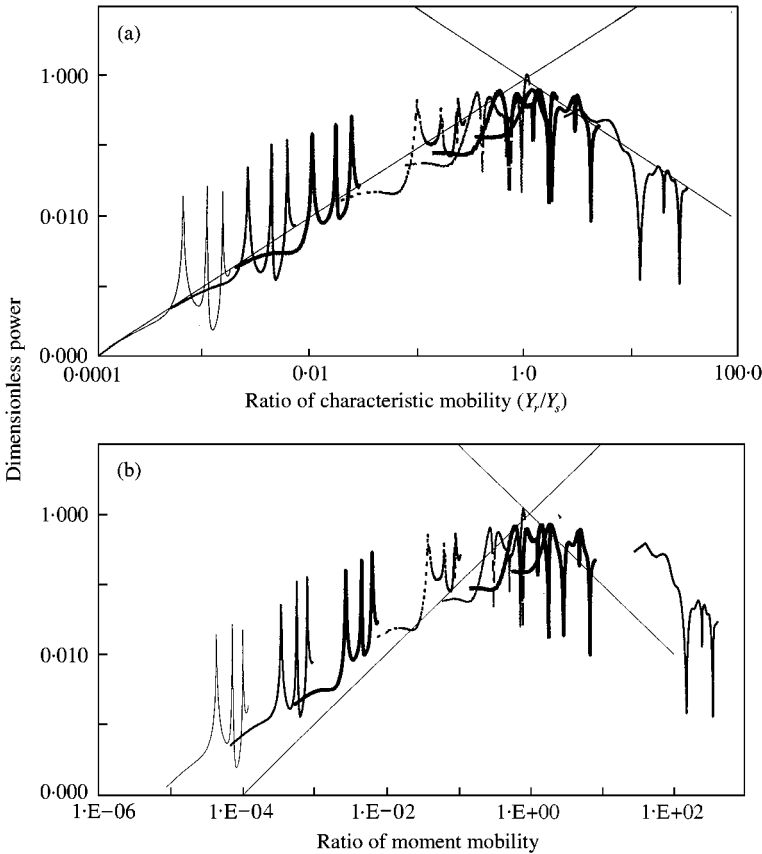 (a)
1·000
0·010
0·000
0·0001
0·01
1·0
100·0
Ratio of characteristic mobility (Yr/Ys)
Dimensionless power
(b)
1·000
0·010
0·000
1·E−06
1·E−04
1·E−02
1·E+00
1·E+02
Ratio of moment mobility